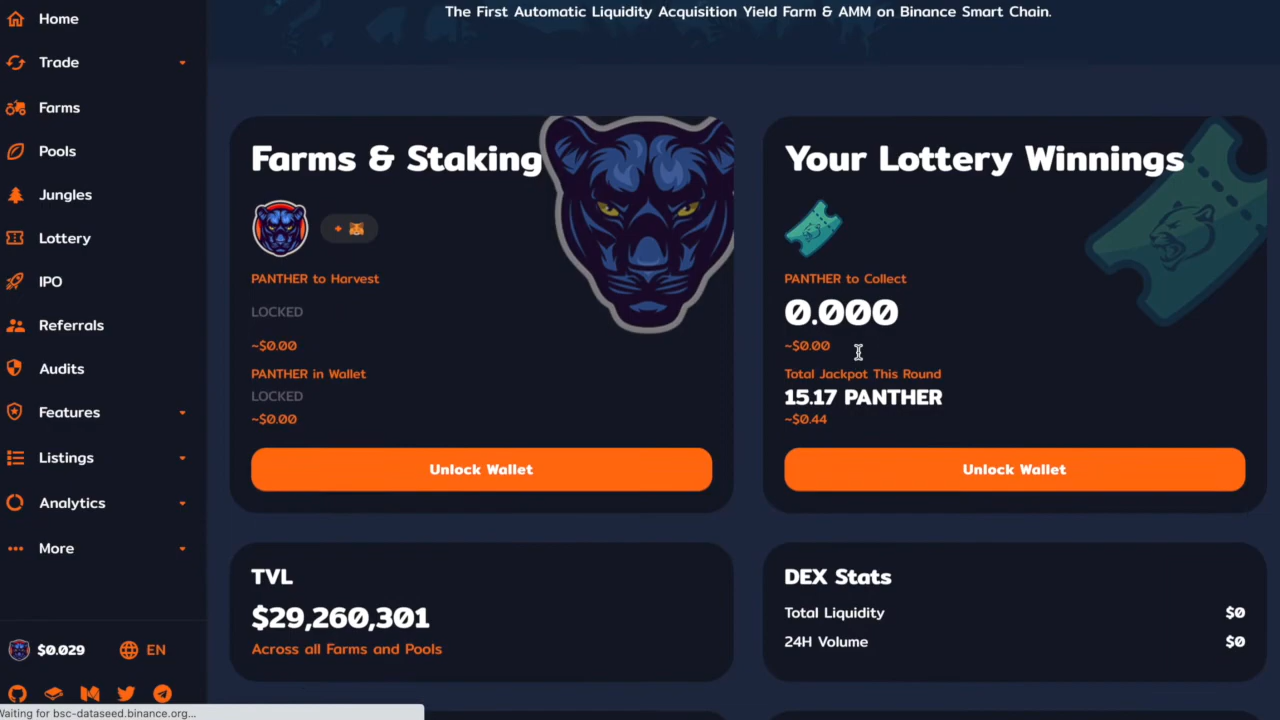 The First Automatic Liquidity Acquisition Yield Farm & AMM on Binance Smart Chain.
Home
Trade
Farms
Pools
Jungles
Lottery
IPO
Referrals
Audits
Features
Listings
Analytics
More
$0.029
EN
Waiting for bsc-dataseed.binance.org...
Farms & Staking
PANTHER to Harvest
LOCKED
~$0.00
PANTHER in Wallet
LOCKED
~$0.00
Unlock Wallet
Your Lottery Winnings
PANTHER to Collect
0.000
~$0.00
Total Jackpot This Round
15.17 PANTHER
~$0.44
Unlock Wallet
TVL
$29,260,301
Across all Farms and Pools
DEX Stats
Total Liquidity $0
24H Volume $0